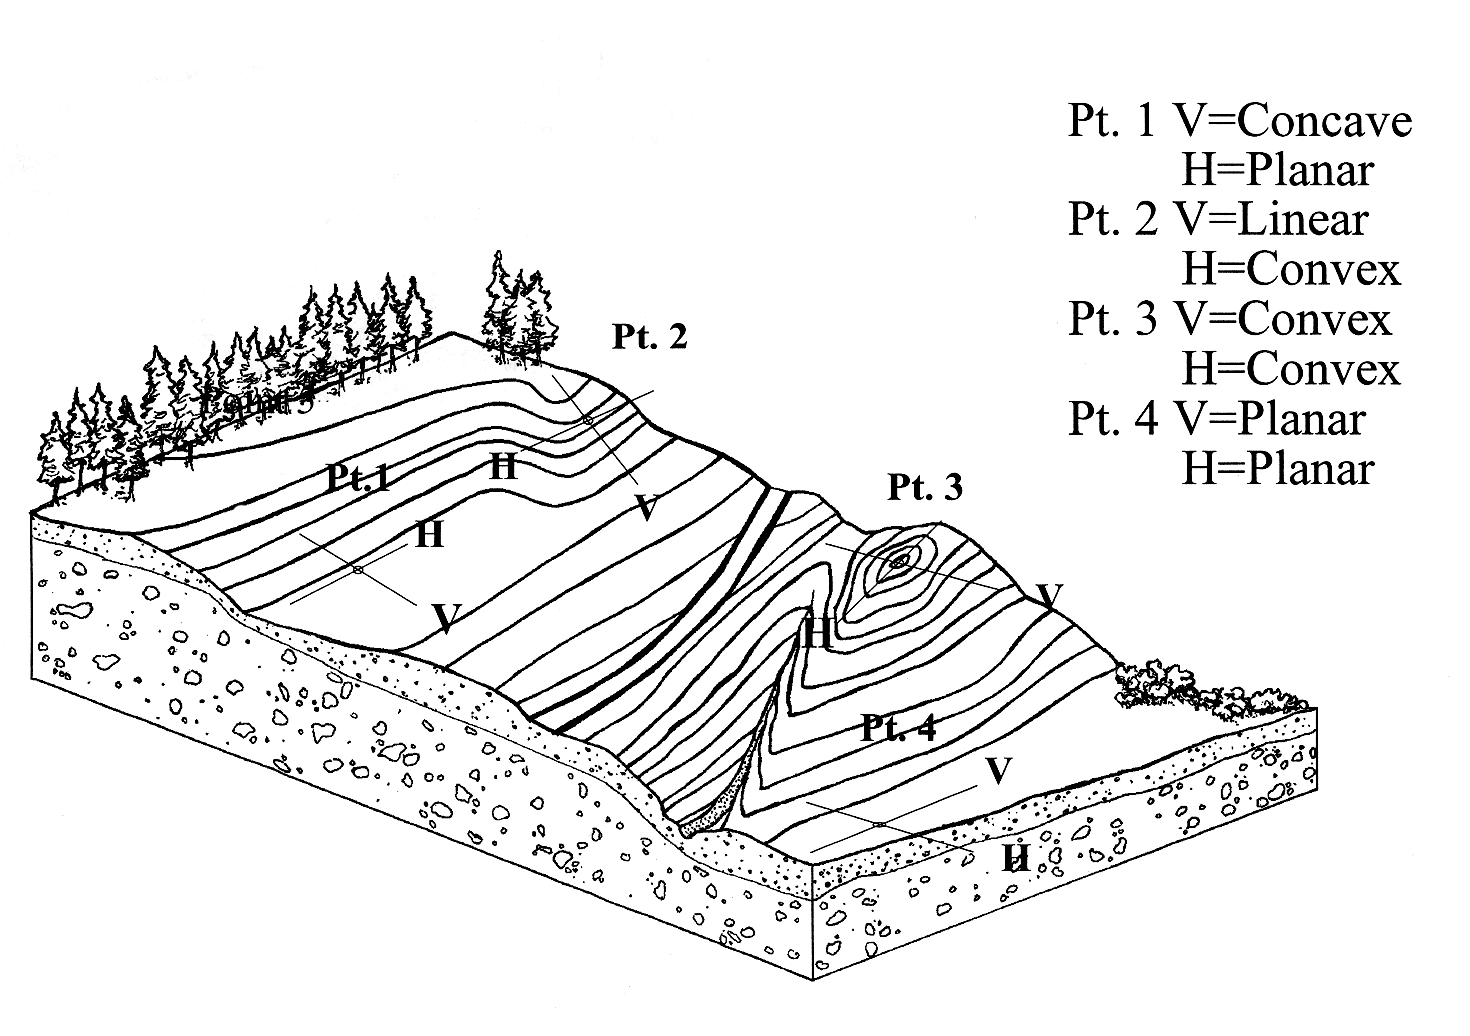 Pt. 1 V=Concave
H=Planar
Pt. 2 V=Linear
H=Convex
Pt. 3 V=Convex
H=Convex
Pt. 4 V=Planar
H=Planar
Pt. 2
H
V
Pt.1
H
V
Pt. 3
V
H
Pt. 4
V
H